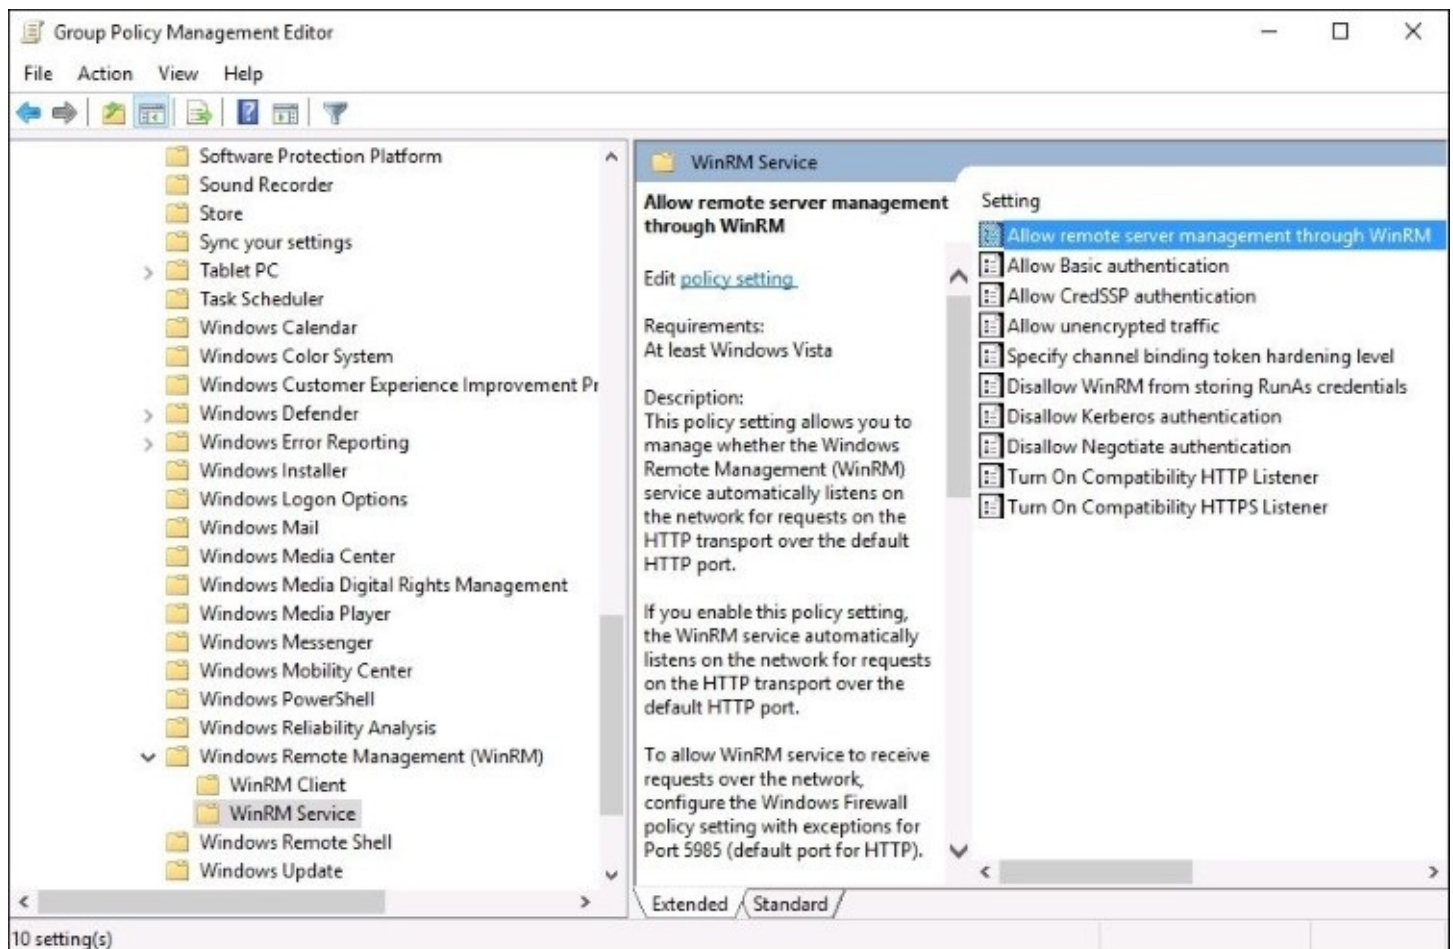 Group Policy Management Editor
File Action View Help
Software Protection Platform
Sound Recorder
Store
Sync your settings
Tablet PC
Task Scheduler
Windows Calendar
Windows Color System
Windows Customer Experience Improvement Pr
Windows Defender
Windows Error Reporting
Windows Installer
Windows Logon Options
Windows Mail
Windows Media Center
Windows Media Digital Rights Management
Windows Media Player
Windows Messenger
Windows Mobility Center
Windows PowerShell
Windows Reliability Analysis
Windows Remote Management (WinRM)
WinRM Client
WinRM Service
Windows Remote Shell
Windows Update
WinRM Service
Allow remote server management
through WinRM
Edit policy setting
Requirements:
At least Windows Vista
Description:
This policy setting allows you to
manage whether the Windows
Remote Management (WinRM)
service automatically listens on
the network for requests on the
HTTP transport over the default
HTTP port.
If you enable this policy setting,
the WinRM service automatically
listens on the network for requests
on the HTTP transport over the
default HTTP port.
To allow WinRM service to receive
requests over the network,
configure the Windows Firewall
policy setting with exceptions for
Port 5985 (default port for HTTP).
Setting
Allow remote server management through WinRM
Allow Basic authentication
Allow CredSSP authentication
Allow unencrypted traffic
Specify channel binding token hardening level
Disallow WinRM from storing RunAs credentials
Disallow Kerberos authentication
Disallow Negotiate authentication
Turn On Compatibility HTTP Listener
Turn On Compatibility HTTPS Listener
Extended Standard
10 setting(s)